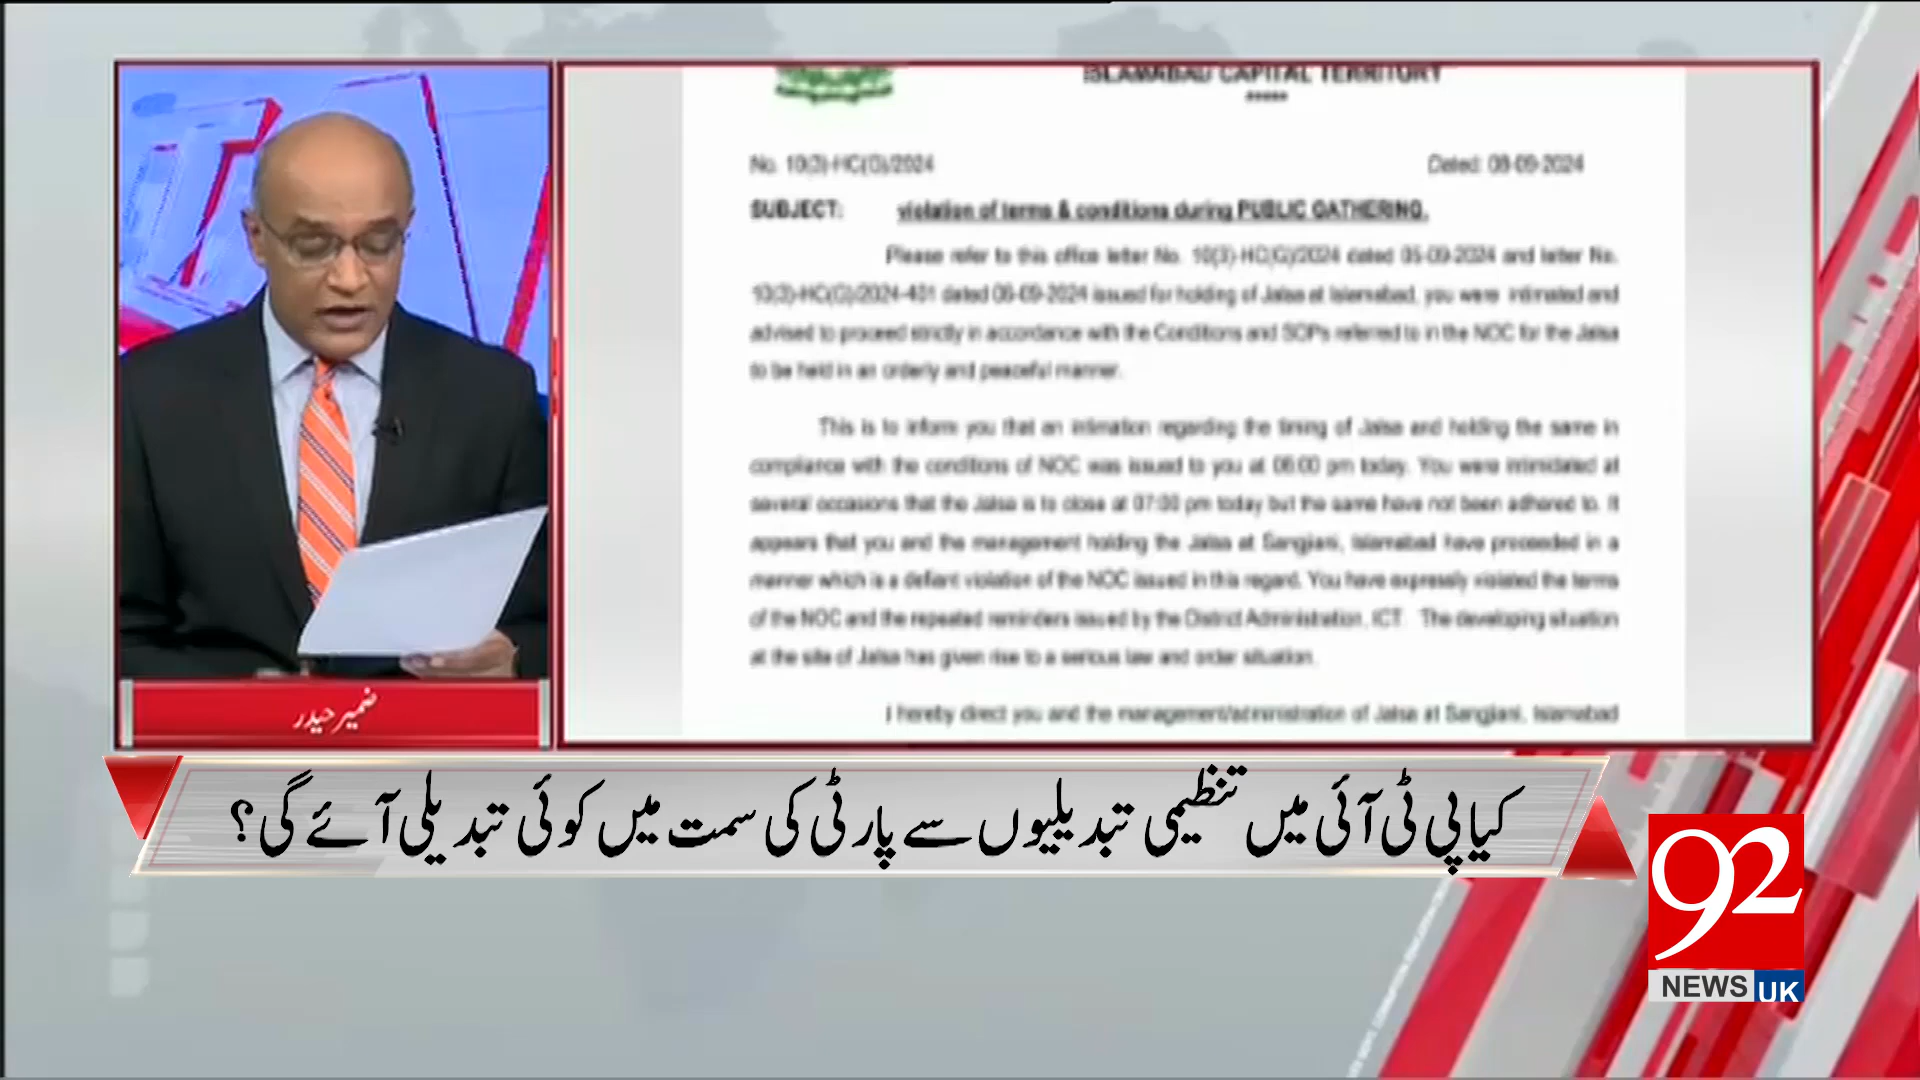 ISLAMABAD CAPITAL TERRITORY
*****
No. 10(3)-HC(G)/2024 Dated: 08-09-2024
SUBJECT: violation of terms & conditions during PUBLIC GATHERING.
Please refer to this office letter No. 10(3)-HC(G)/2024 dated 05-09-2024 and letter No.
10(3)-HC(G)/2024-401 dated 06-09-2024 issued for holding of Jalsa at Islamabad, you were intimated and
advised to proceed strictly in accordance with the Conditions and SOPs referred to in the NOC for the Jalsa
to be held in an orderly and peaceful manner.
This is to inform you that an intimation regarding the timing of Jalsa and holding the same in
compliance with the conditions of NOC was issued to you at 06:00 pm today. You were intimidated at
several occasions that the Jalsa is to close at 07:00 pm today but the same have not been adhered to. It
appears that you and the management holding the Jalsa at Sangjiani, Islamabad have proceeded in a
manner which is a defiant violation of the NOC issued in this regard. You have expressly violated the terms
of the NOC and the repeated reminders issued by the District Administration, ICT. The developing situation
at the site of Jalsa has given rise to a serious law and order situation.
I hereby direct you and the management/administration of Jalsa at Sangjiani, Islamabad
ضمیر حیدر
کیا پی ٹی آئی میں تنظیمی تبدیلیوں سے پارٹی کی سمت میں کوئی تبدیلی آئے گی؟
92
NEWS UK